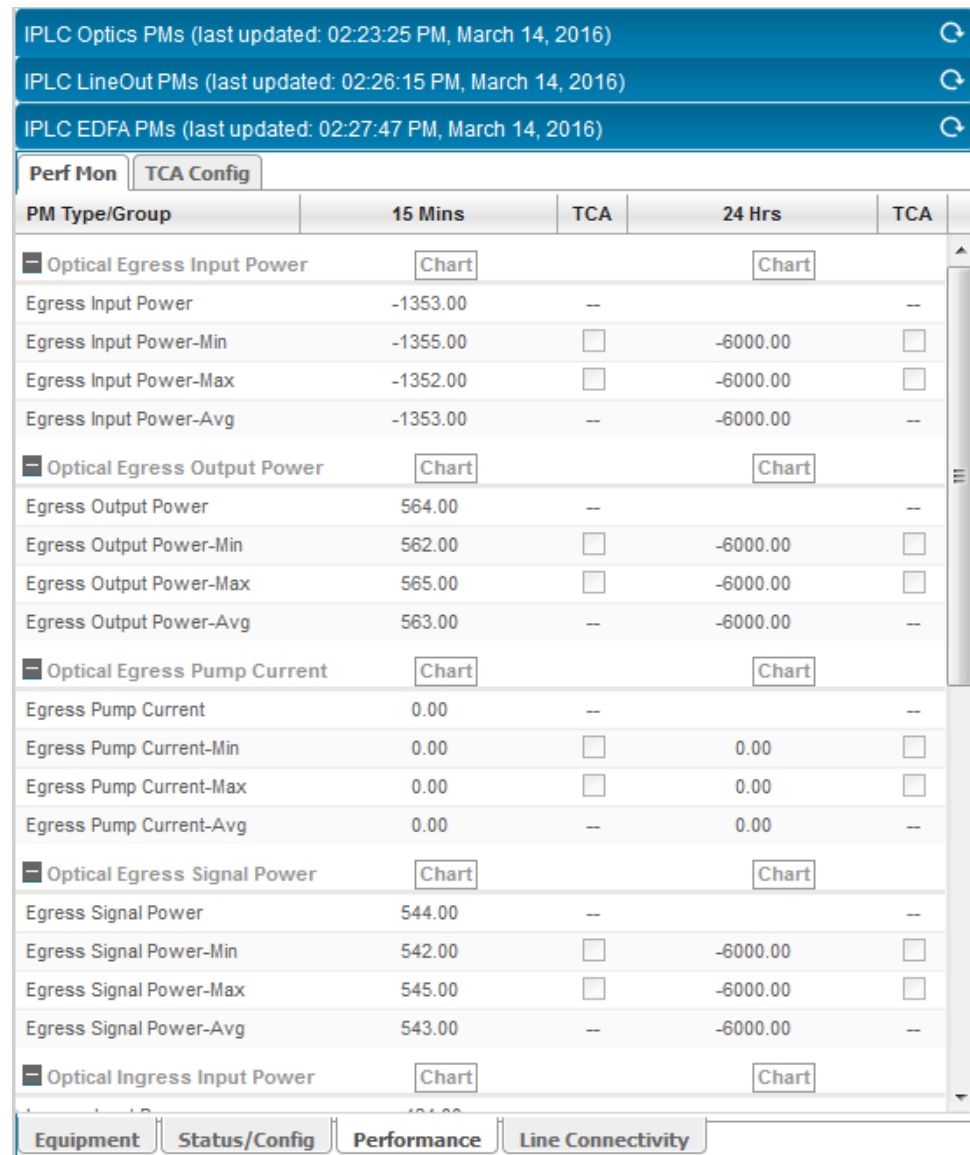 IPLC Optics PMs (last updated: 02:23:25 PM, March 14, 2016)
IPLC LineOut PMs (last updated: 02:26:15 PM, March 14, 2016)
IPLC EDFA PMs (last updated: 02:27:47 PM, March 14, 2016)
Perf Mon TCA Config
PM Type/Group 15 Mins TCA 24 Hrs TCA
Optical Egress Input Power Chart Chart
Egress Input Power -1353.00 -- --
Egress Input Power-Min -1355.00 -6000.00
Egress Input Power-Max -1352.00 -6000.00
Egress Input Power-Avg -1353.00 -- -6000.00 --
Optical Egress Output Power Chart Chart
Egress Output Power 564.00 -- --
Egress Output Power-Min 562.00 -6000.00
Egress Output Power-Max 565.00 -6000.00
Egress Output Power-Avg 563.00 -- -6000.00 --
Optical Egress Pump Current Chart Chart
Egress Pump Current 0.00 -- --
Egress Pump Current-Min 0.00 0.00
Egress Pump Current-Max 0.00 0.00
Egress Pump Current-Avg 0.00 -- 0.00 --
Optical Egress Signal Power Chart Chart
Egress Signal Power 544.00 -- --
Egress Signal Power-Min 542.00 -6000.00
Egress Signal Power-Max 545.00 -6000.00
Egress Signal Power-Avg 543.00 -- -6000.00 --
Optical Ingress Input Power Chart Chart
Equipment Status/Config Performance Line Connectivity